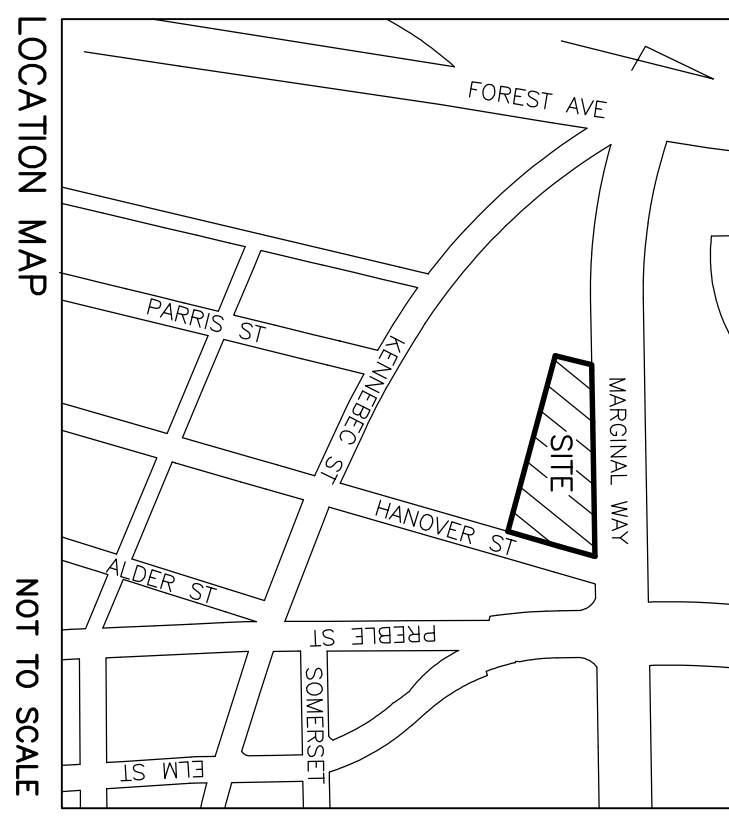 LOCATION MAP
NOT TO SCALE
FOREST AVE
PARRIS ST
KENNEBEC ST
MARGINAL WAY
SITE
HANOVER ST
ALDER ST
PREBLE ST
SOMERSET
ELM ST